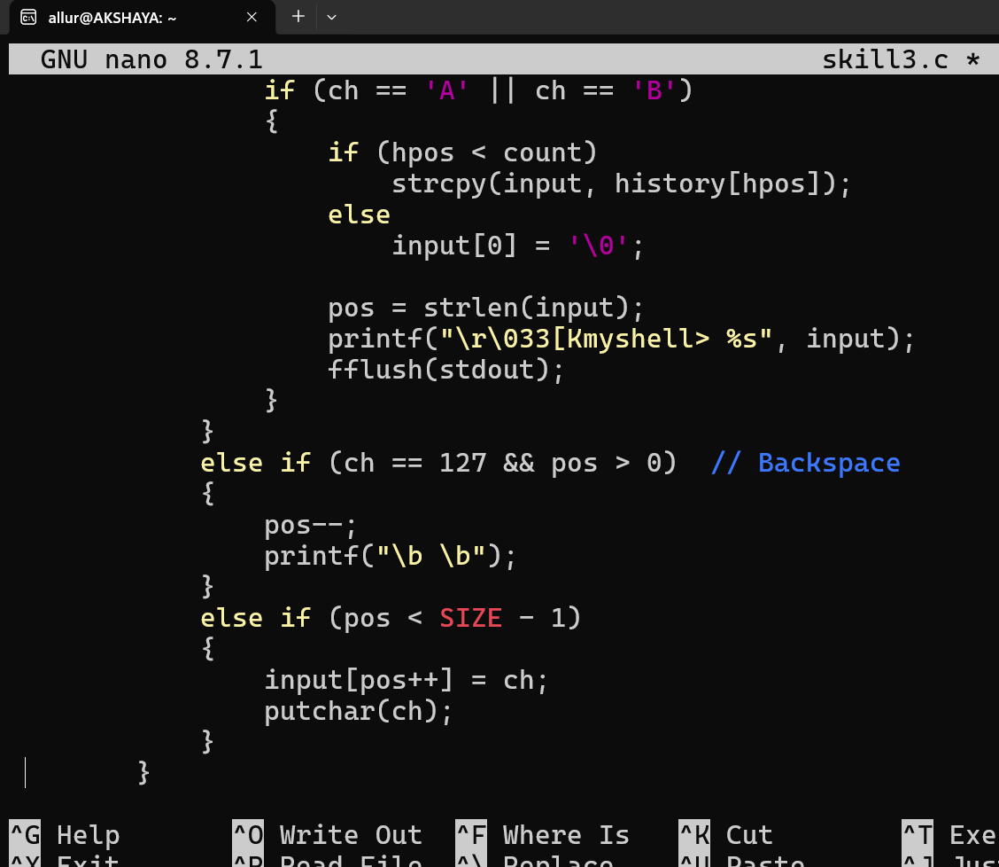 allur@AKSHAYA: ~
GNU nano 8.7.1 skill3.c *
if (ch == 'A' || ch == 'B')
{
if (hpos < count)
strcpy(input, history[hpos]);
else
input[0] = '\0';
pos = strlen(input);
printf("\r\033[Kmyshell> %s", input);
fflush(stdout);
}
}
else if (ch == 127 && pos > 0)  // Backspace
{
pos--;
printf("\b \b");
}
else if (pos < SIZE - 1)
{
input[pos++] = ch;
putchar(ch);
}
}
^G Help ^O Write Out ^F Where Is ^K Cut ^T Exe
^X Exit ^R Read File ^\ Replace ^U Paste ^J Jus